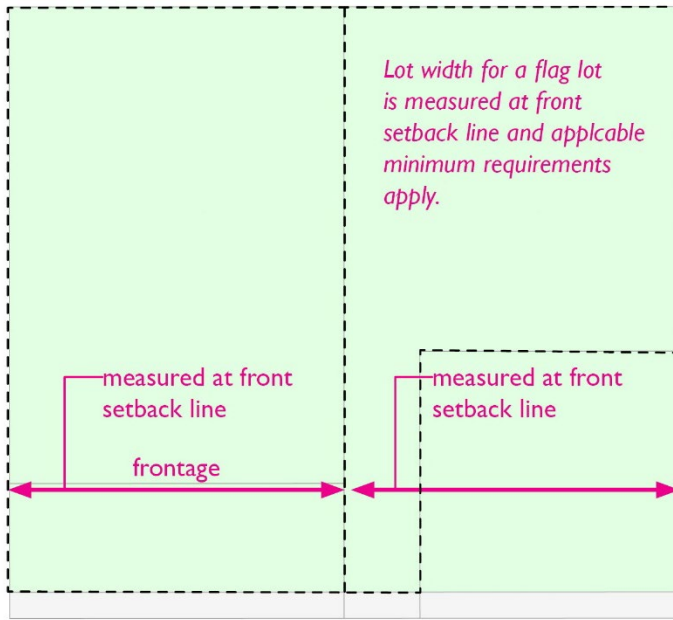 Lot width for a flag lot
is measured at front
setback line and applcable
minimum requirements
apply.
measured at front
setback line
measured at front
setback line
frontage